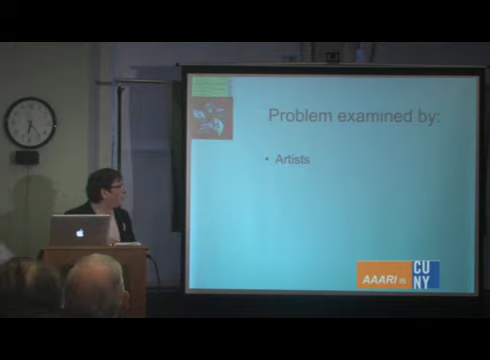 Problem examined by:
• Artists
AAARI
CU
NY